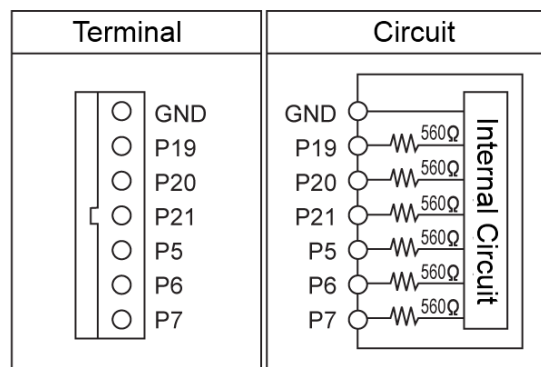 Terminal
Circuit
GND
P19
P20
P21
P5
P6
P7
GND
P19 560Ω
P20 560Ω
P21 560Ω
P5 560Ω
P6 560Ω
P7 560Ω
Internal Circuit